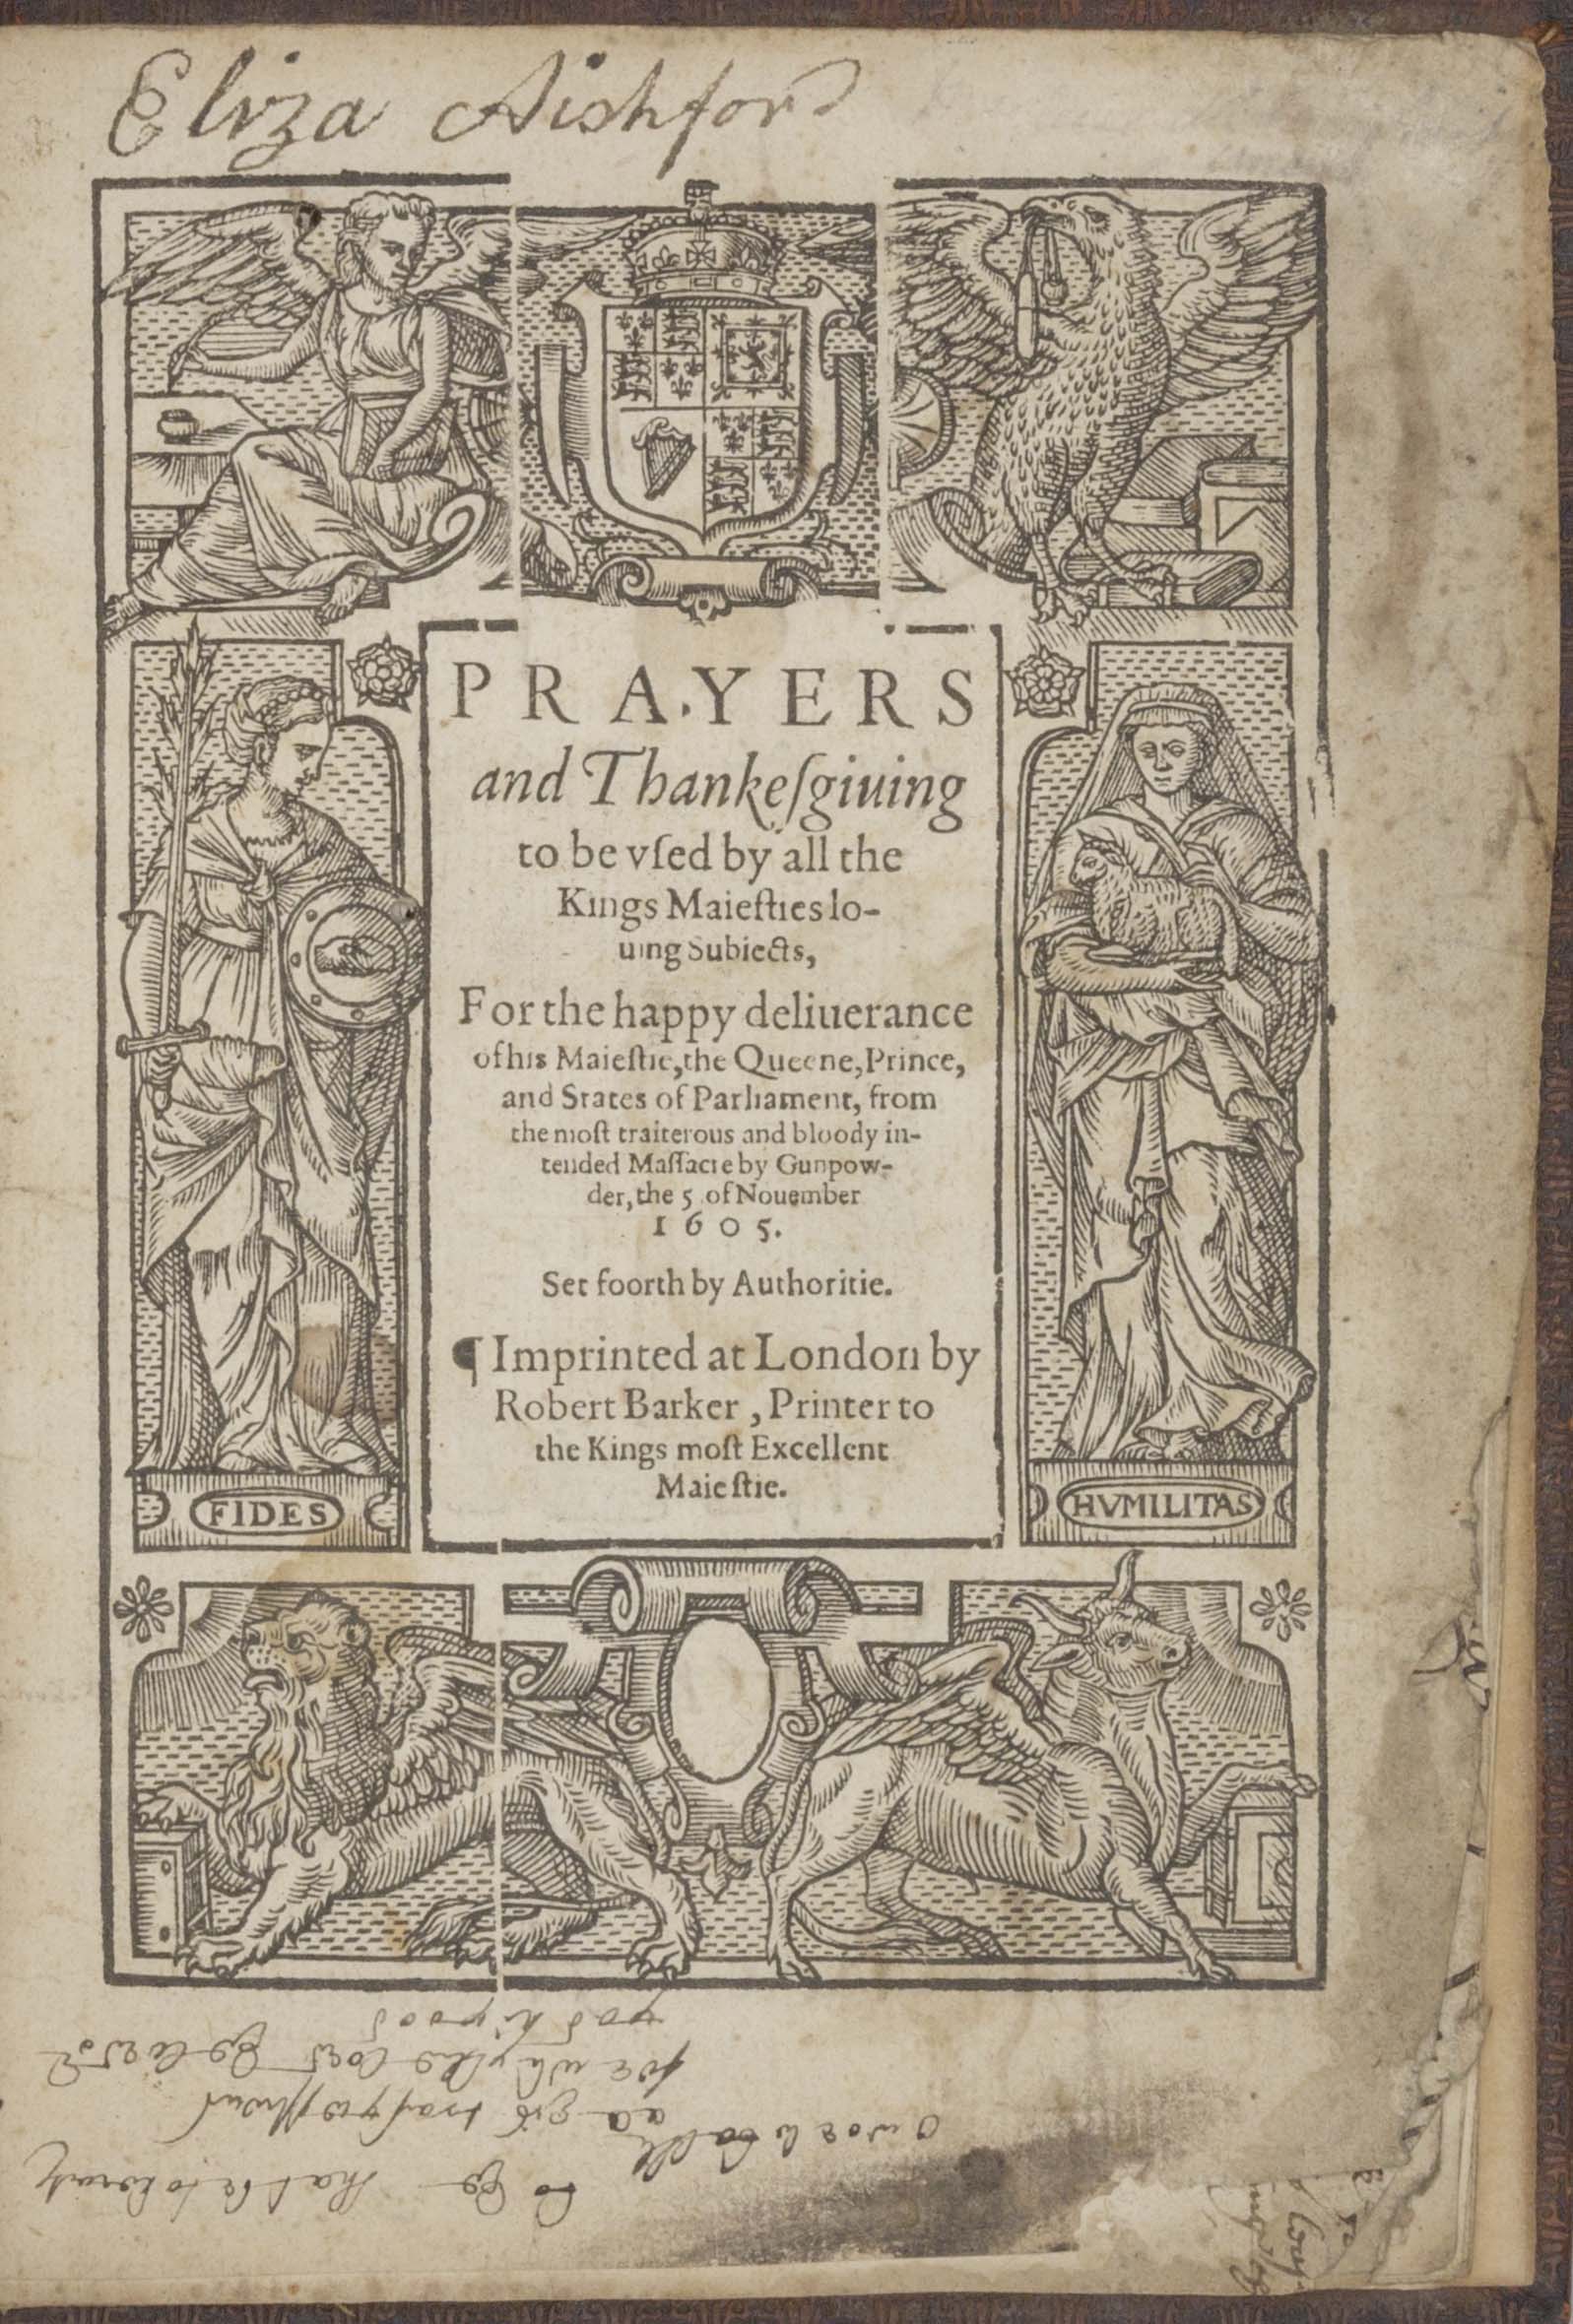 Eliza Aishford
PRAYERS
and Thankeſgiuing
to be vſed by all the
Kings Maieſties lo-
uing Subiects,
For the happy deliuerance
of his Maieſtie, the Queene, Prince,
and States of Parliament, from
the moſt traiterous and bloody in-
tended Maſſacre by Gunpow-
der, the 5 of Nouember
1605.
Set foorth by Authoritie.
¶ Imprinted at London by
Robert Barker, Printer to
the Kings moſt Excellent
Maieſtie.
FIDES
HVMILITAS